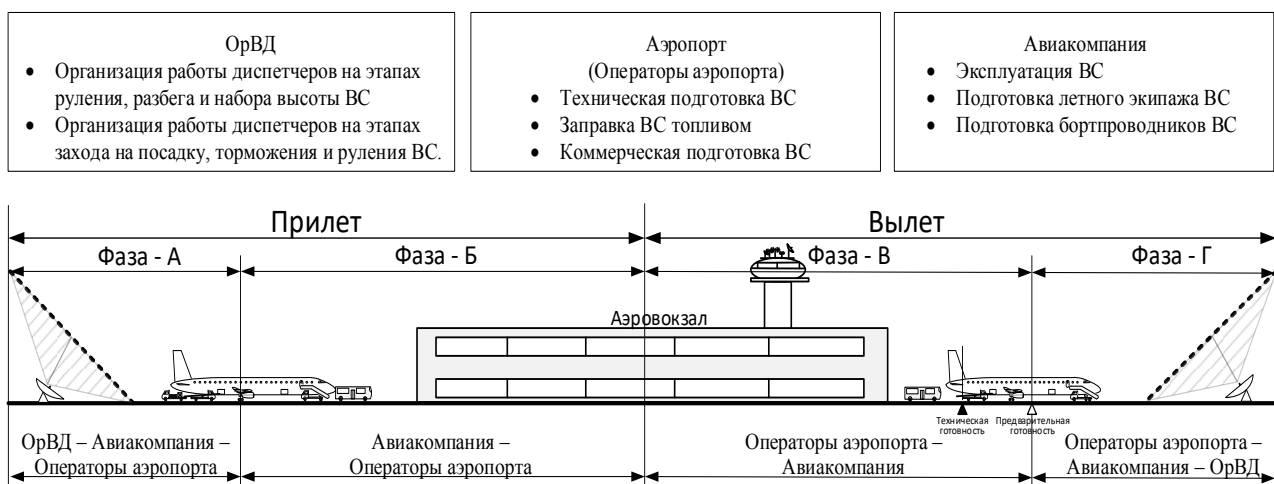 ОрВД
• Организация работы диспетчеров на этапах
руления, разбега и набора высоты ВС
• Организация работы диспетчеров на этапах
захода на посадку, торможения и руления ВС.
Аэропорт
(Операторы аэропорта)
• Техническая подготовка ВС
• Заправка ВС топливом
• Коммерческая подготовка ВС
Авиакомпания
• Эксплуатация ВС
• Подготовка летного экипажа ВС
• Подготовка бортпроводников ВС
Прилет
Вылет
Фаза - А
Фаза - Б
Фаза - В
Фаза - Г
Аэровокзал
Техническая
готовность
Предварительная
готовность
ОрВД – Авиакомпания –
Операторы аэропорта
Авиакомпания –
Операторы аэропорта
Операторы аэропорта –
Авиакомпания
Операторы аэропорта –
Авиакомпания – ОрВД